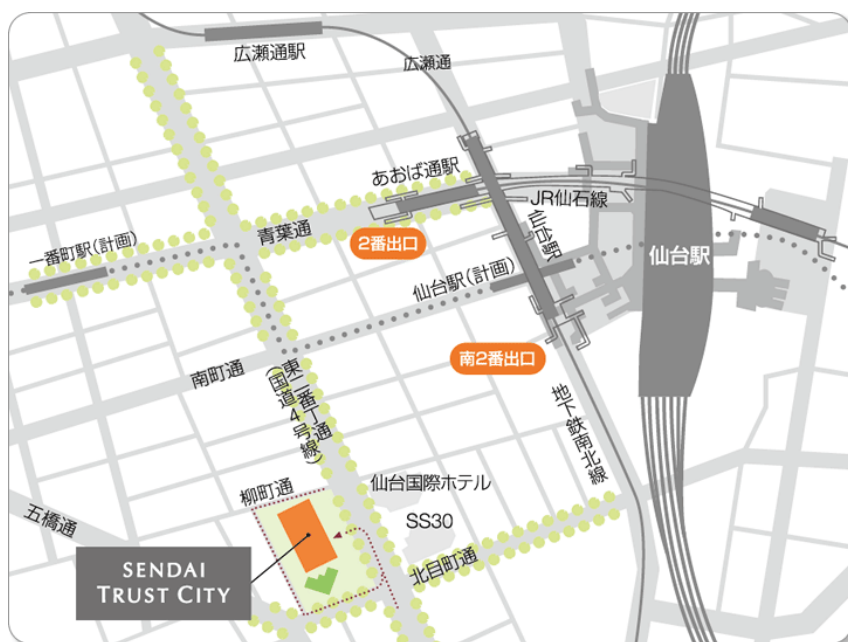 広瀬通駅
広瀬通
あおば通駅
JR仙石線
青葉通
2番出口
仙台駅
仙台駅
一番町駅(計画)
仙台駅(計画)
南町通
南2番出口
東二番丁通
(国道4号線)
地下鉄南北線
柳町通
仙台国際ホテル
SS30
五橋通
北目町通
SENDAI
TRUST CITY